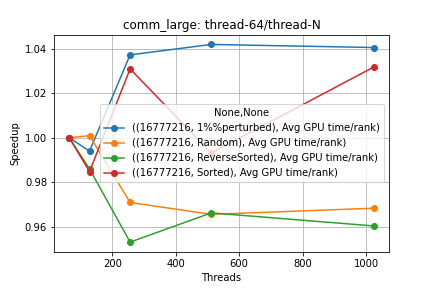 comm_large: thread-64/thread-N
1.04
1.02
1.00
0.98
0.96
Speedup
None,None
((16777216, 1%%perturbed), Avg GPU time/rank)
((16777216, Random), Avg GPU time/rank)
((16777216, ReverseSorted), Avg GPU time/rank)
((16777216, Sorted), Avg GPU time/rank)
200 400 600 800 1000
Threads